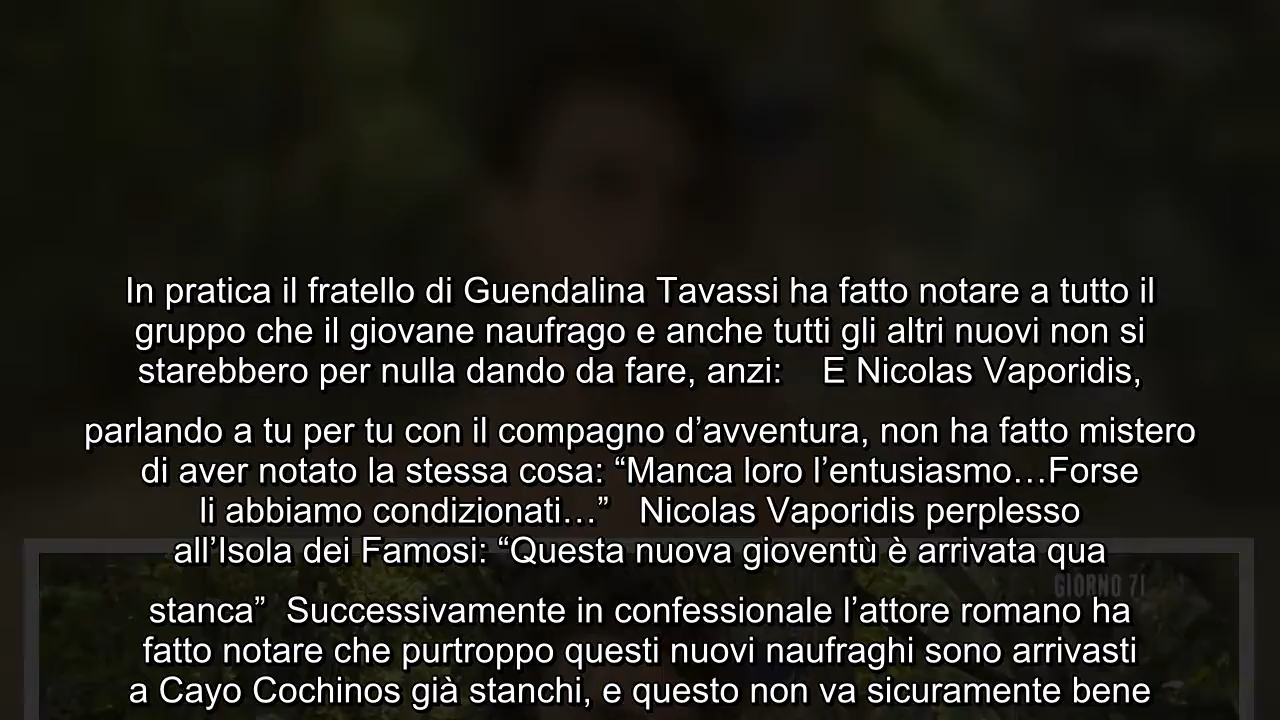 In pratica il fratello di Guendalina Tavassi ha fatto notare a tutto il
gruppo che il giovane naufrago e anche tutti gli altri nuovi non si
starebbero per nulla dando da fare, anzi: E Nicolas Vaporidis,
parlando a tu per tu con il compagno d’avventura, non ha fatto mistero
di aver notato la stessa cosa: “Manca loro l’entusiasmo…Forse
li abbiamo condizionati…” Nicolas Vaporidis perplesso
all’Isola dei Famosi: “Questa nuova gioventù è arrivata qua
GIORNO 71
stanca” Successivamente in confessionale l’attore romano ha
fatto notare che purtroppo questi nuovi naufraghi sono arrivasti
a Cayo Cochinos già stanchi, e questo non va sicuramente bene